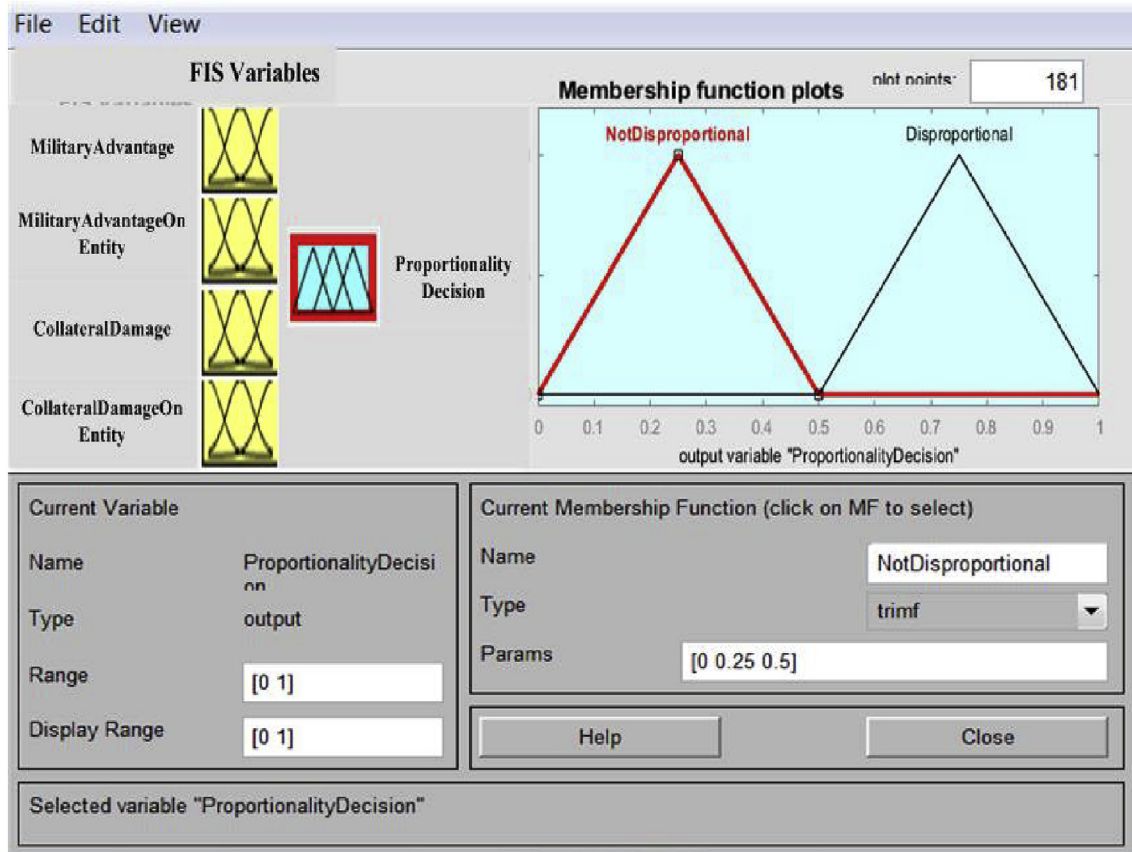 File Edit View
FIS Variables
Membership function plots
plot points:
181
MilitaryAdvantage
MilitaryAdvantageOn
Entity
CollateralDamage
CollateralDamageOn
Entity
Proportionality
Decision
NotDisproportional
Disproportional
0 0.1 0.2 0.3 0.4 0.5 0.6 0.7 0.8 0.9 1
output variable "ProportionalityDecision"
Current Variable
Name
ProportionalityDecisi
on
Type
output
Range
[0 1]
Display Range
[0 1]
Current Membership Function (click on MF to select)
Name
NotDisproportional
Type
trimf
Params
[0 0.25 0.5]
Help
Close
Selected variable "ProportionalityDecision"